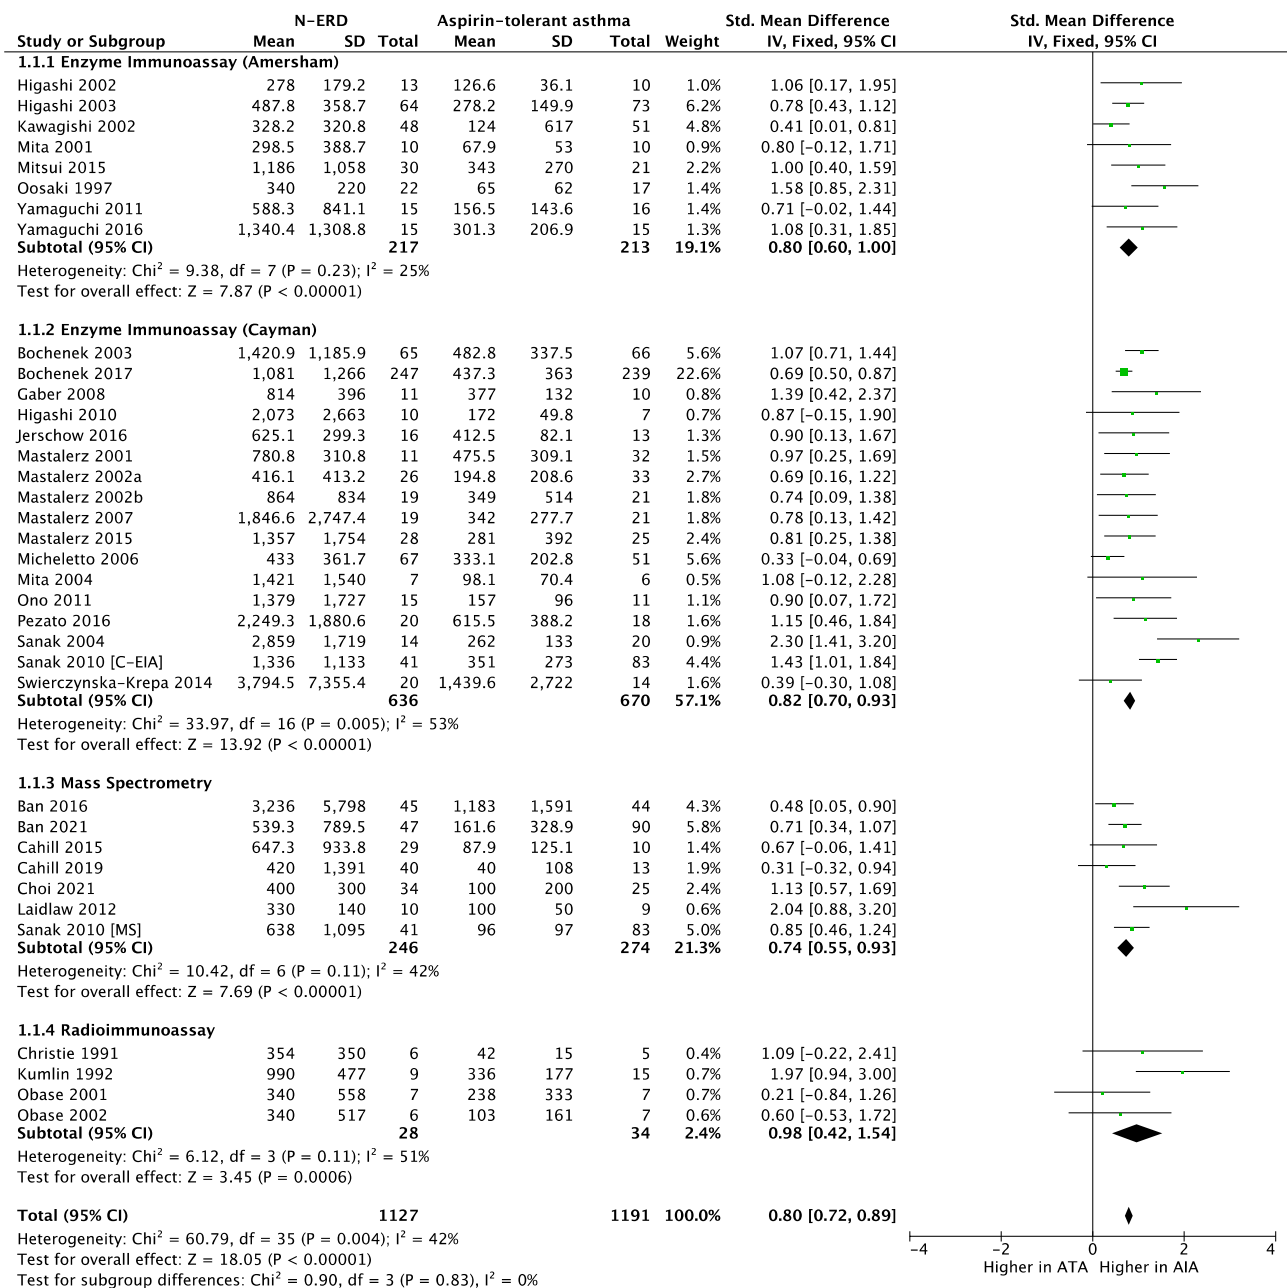 N-ERD Aspirin-tolerant asthma Std. Mean Difference Std. Mean Difference
Study or Subgroup Mean SD Total Mean SD Total Weight IV, Fixed, 95% CI IV, Fixed, 95% CI
1.1.1 Enzyme Immunoassay (Amersham)
Higashi 2002 278 179.2 13 126.6 36.1 10 1.0% 1.06 [0.17, 1.95]
Higashi 2003 487.8 358.7 64 278.2 149.9 73 6.2% 0.78 [0.43, 1.12]
Kawagishi 2002 328.2 320.8 48 124 617 51 4.8% 0.41 [0.01, 0.81]
Mita 2001 298.5 388.7 10 67.9 53 10 0.9% 0.80 [−0.12, 1.71]
Mitsui 2015 1,186 1,058 30 343 270 21 2.2% 1.00 [0.40, 1.59]
Oosaki 1997 340 220 22 65 62 17 1.4% 1.58 [0.85, 2.31]
Yamaguchi 2011 588.3 841.1 15 156.5 143.6 16 1.4% 0.71 [−0.02, 1.44]
Yamaguchi 2016 1,340.4 1,308.8 15 301.3 206.9 15 1.3% 1.08 [0.31, 1.85]
Subtotal (95% CI) 217 213 19.1% 0.80 [0.60, 1.00]
Heterogeneity: Chi² = 9.38, df = 7 (P = 0.23); I² = 25%
Test for overall effect: Z = 7.87 (P < 0.00001)
1.1.2 Enzyme Immunoassay (Cayman)
Bochenek 2003 1,420.9 1,185.9 65 482.8 337.5 66 5.6% 1.07 [0.71, 1.44]
Bochenek 2017 1,081 1,266 247 437.3 363 239 22.6% 0.69 [0.50, 0.87]
Gaber 2008 814 396 11 377 132 10 0.8% 1.39 [0.42, 2.37]
Higashi 2010 2,073 2,663 10 172 49.8 7 0.7% 0.87 [−0.15, 1.90]
Jerschow 2016 625.1 299.3 16 412.5 82.1 13 1.3% 0.90 [0.13, 1.67]
Mastalerz 2001 780.8 310.8 11 475.5 309.1 32 1.5% 0.97 [0.25, 1.69]
Mastalerz 2002a 416.1 413.2 26 194.8 208.6 33 2.7% 0.69 [0.16, 1.22]
Mastalerz 2002b 864 834 19 349 514 21 1.8% 0.74 [0.09, 1.38]
Mastalerz 2007 1,846.6 2,747.4 19 342 277.7 21 1.8% 0.78 [0.13, 1.42]
Mastalerz 2015 1,357 1,754 28 281 392 25 2.4% 0.81 [0.25, 1.38]
Micheletto 2006 433 361.7 67 333.1 202.8 51 5.6% 0.33 [−0.04, 0.69]
Mita 2004 1,421 1,540 7 98.1 70.4 6 0.5% 1.08 [−0.12, 2.28]
Ono 2011 1,379 1,727 15 157 96 11 1.1% 0.90 [0.07, 1.72]
Pezato 2016 2,249.3 1,880.6 20 615.5 388.2 18 1.6% 1.15 [0.46, 1.84]
Sanak 2004 2,859 1,719 14 262 133 20 0.9% 2.30 [1.41, 3.20]
Sanak 2010 [C-EIA] 1,336 1,133 41 351 273 83 4.4% 1.43 [1.01, 1.84]
Swierczynska-Krepa 2014 3,794.5 7,355.4 20 1,439.6 2,722 14 1.6% 0.39 [−0.30, 1.08]
Subtotal (95% CI) 636 670 57.1% 0.82 [0.70, 0.93]
Heterogeneity: Chi² = 33.97, df = 16 (P = 0.005); I² = 53%
Test for overall effect: Z = 13.92 (P < 0.00001)
1.1.3 Mass Spectrometry
Ban 2016 3,236 5,798 45 1,183 1,591 44 4.3% 0.48 [0.05, 0.90]
Ban 2021 539.3 789.5 47 161.6 328.9 90 5.8% 0.71 [0.34, 1.07]
Cahill 2015 647.3 933.8 29 87.9 125.1 10 1.4% 0.67 [−0.06, 1.41]
Cahill 2019 420 1,391 40 40 108 13 1.9% 0.31 [−0.32, 0.94]
Choi 2021 400 300 34 100 200 25 2.4% 1.13 [0.57, 1.69]
Laidlaw 2012 330 140 10 100 50 9 0.6% 2.04 [0.88, 3.20]
Sanak 2010 [MS] 638 1,095 41 96 97 83 5.0% 0.85 [0.46, 1.24]
Subtotal (95% CI) 246 274 21.3% 0.74 [0.55, 0.93]
Heterogeneity: Chi² = 10.42, df = 6 (P = 0.11); I² = 42%
Test for overall effect: Z = 7.69 (P < 0.00001)
1.1.4 Radioimmunoassay
Christie 1991 354 350 6 42 15 5 0.4% 1.09 [−0.22, 2.41]
Kumlin 1992 990 477 9 336 177 15 0.7% 1.97 [0.94, 3.00]
Obase 2001 340 558 7 238 333 7 0.7% 0.21 [−0.84, 1.26]
Obase 2002 340 517 6 103 161 7 0.6% 0.60 [−0.53, 1.72]
Subtotal (95% CI) 28 34 2.4% 0.98 [0.42, 1.54]
Heterogeneity: Chi² = 6.12, df = 3 (P = 0.11); I² = 51%
Test for overall effect: Z = 3.45 (P = 0.0006)
Total (95% CI) 1127 1191 100.0% 0.80 [0.72, 0.89]
Heterogeneity: Chi² = 60.79, df = 35 (P = 0.004); I² = 42%
Test for overall effect: Z = 18.05 (P < 0.00001)
Test for subgroup differences: Chi² = 0.90, df = 3 (P = 0.83), I² = 0%
−4 −2 0 2 4
Higher in ATA Higher in AIA